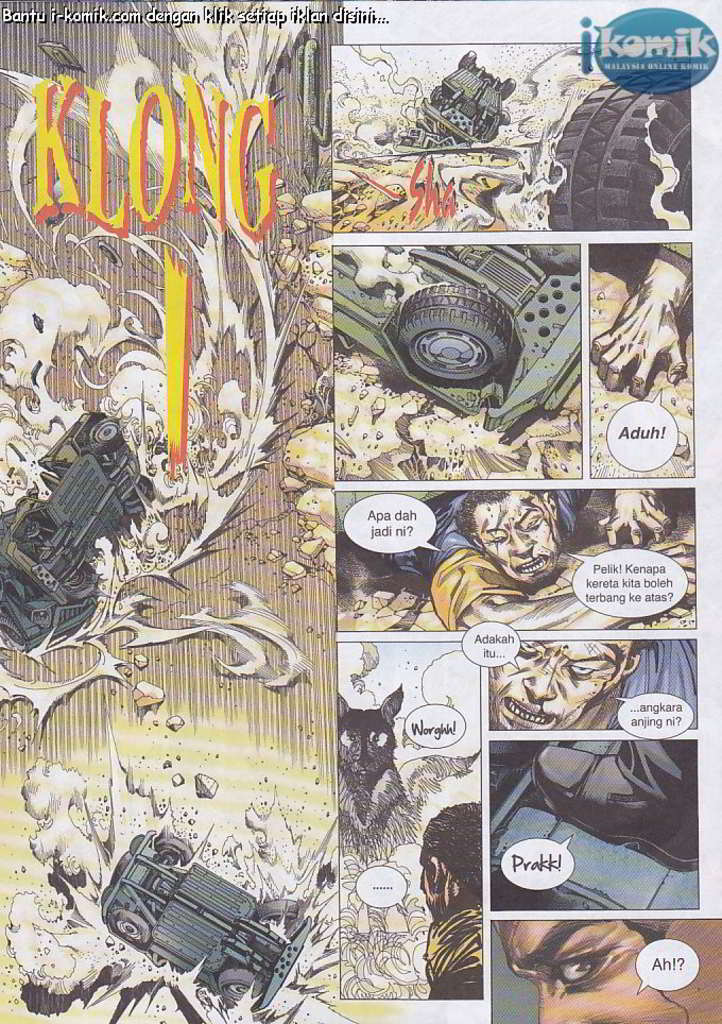 Bantu i-komik.com dengan klik setiap iklan disini...
ikomik
MALAYSIA ONLINE KOMIK
KLONG
!
Sha
Aduh!
Apa dah
jadi ni?
Pelik! Kenapa
kereta kita boleh
terbang ke atas?
Adakah
itu...
...angkara
anjing ni?
Worghh!
......
Prakk!
Ah!?